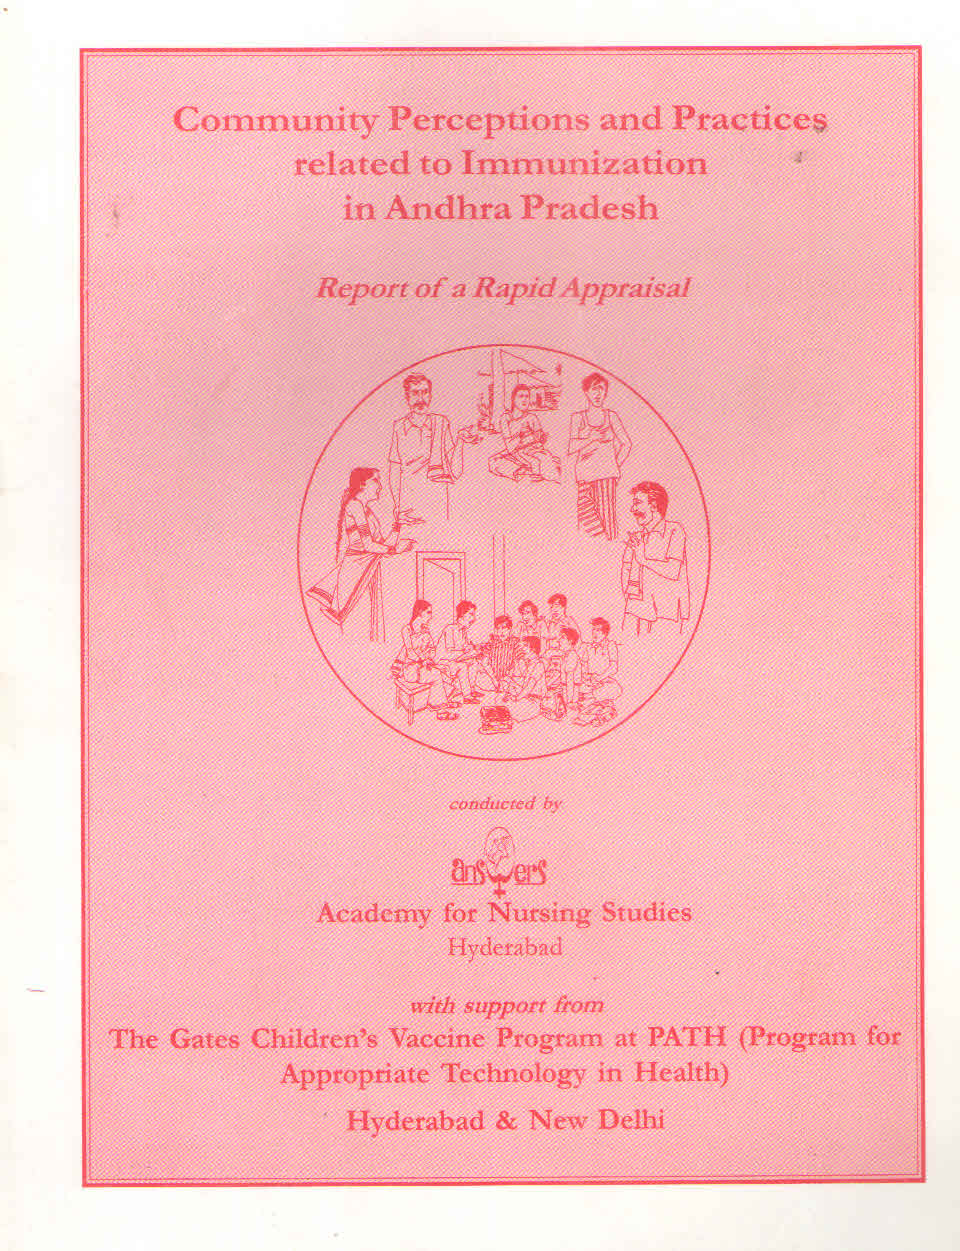 Community Perceptions and Practices
related to Immunization
in Andhra Pradesh
Report of a Rapid Appraisal
conducted by
answers
Academy for Nursing Studies
Hyderabad
with support from
The Gates Children's Vaccine Program at PATH (Program for
Appropriate Technology in Health)
Hyderabad & New Delhi